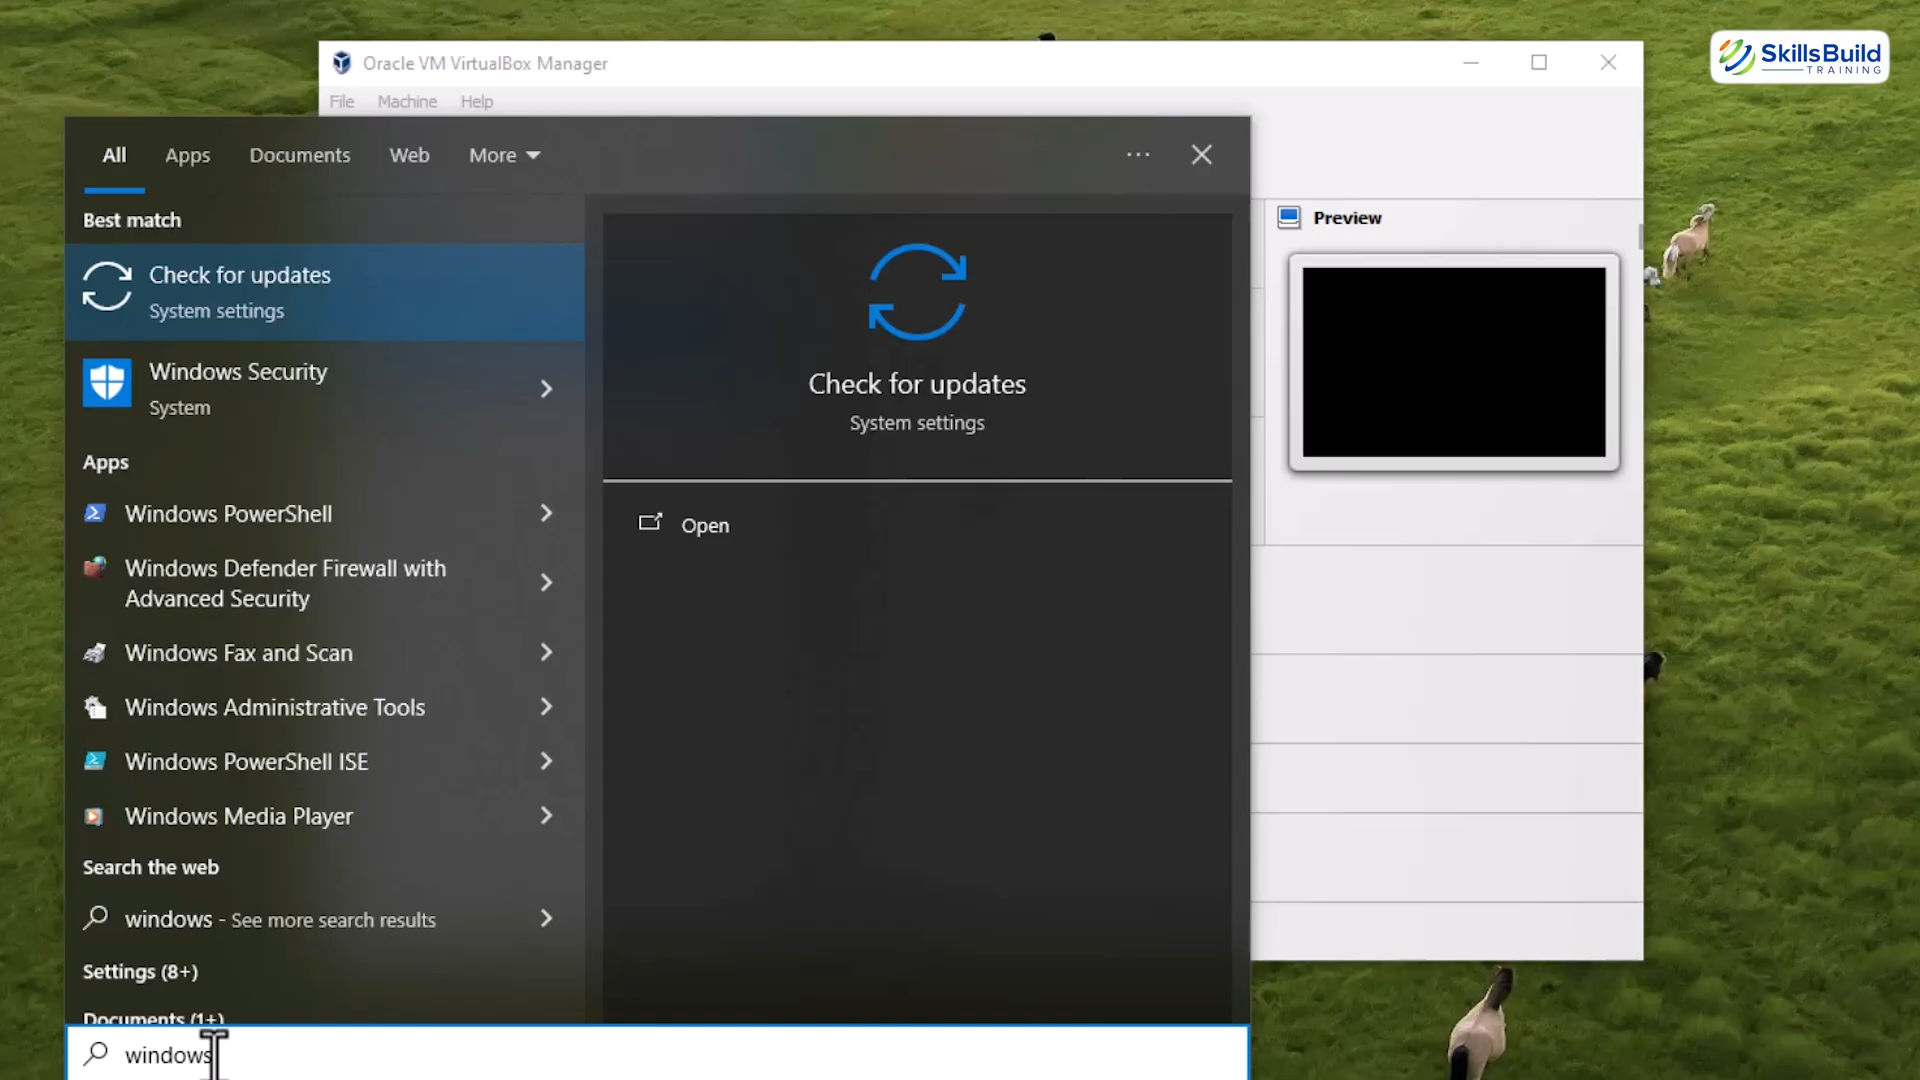 Oracle VM VirtualBox Manager
File Machine Help
SkillsBuild
TRAINING
All Apps Documents Web More
Best match
Check for updates
System settings
Windows Security
System
Apps
Windows PowerShell
Windows Defender Firewall with
Advanced Security
Windows Fax and Scan
Windows Administrative Tools
Windows PowerShell ISE
Windows Media Player
Search the web
windows - See more search results
Settings (8+)
Documents (1+)
windows
Check for updates
System settings
Open
Preview